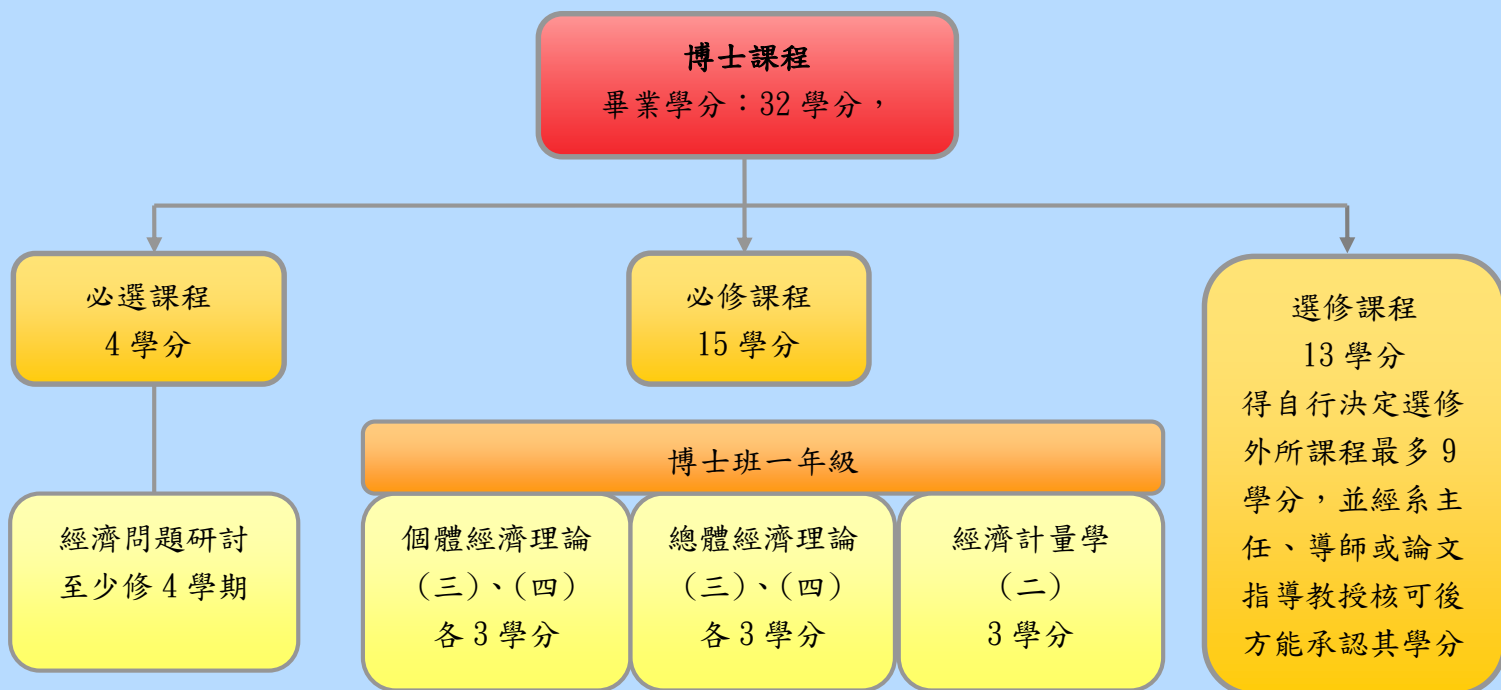 博士課程
畢業學分：32 學分，
必選課程
4 學分
必修課程
15 學分
選修課程
13 學分
得自行決定選修
外所課程最多 9
學分，並經系主
任、導師或論文
指導教授核可後
方能承認其學分
博士班一年級
經濟問題研討
至少修 4 學期
個體經濟理論
(三)、(四)
各 3 學分
總體經濟理論
(三)、(四)
各 3 學分
經濟計量學
(二)
3 學分